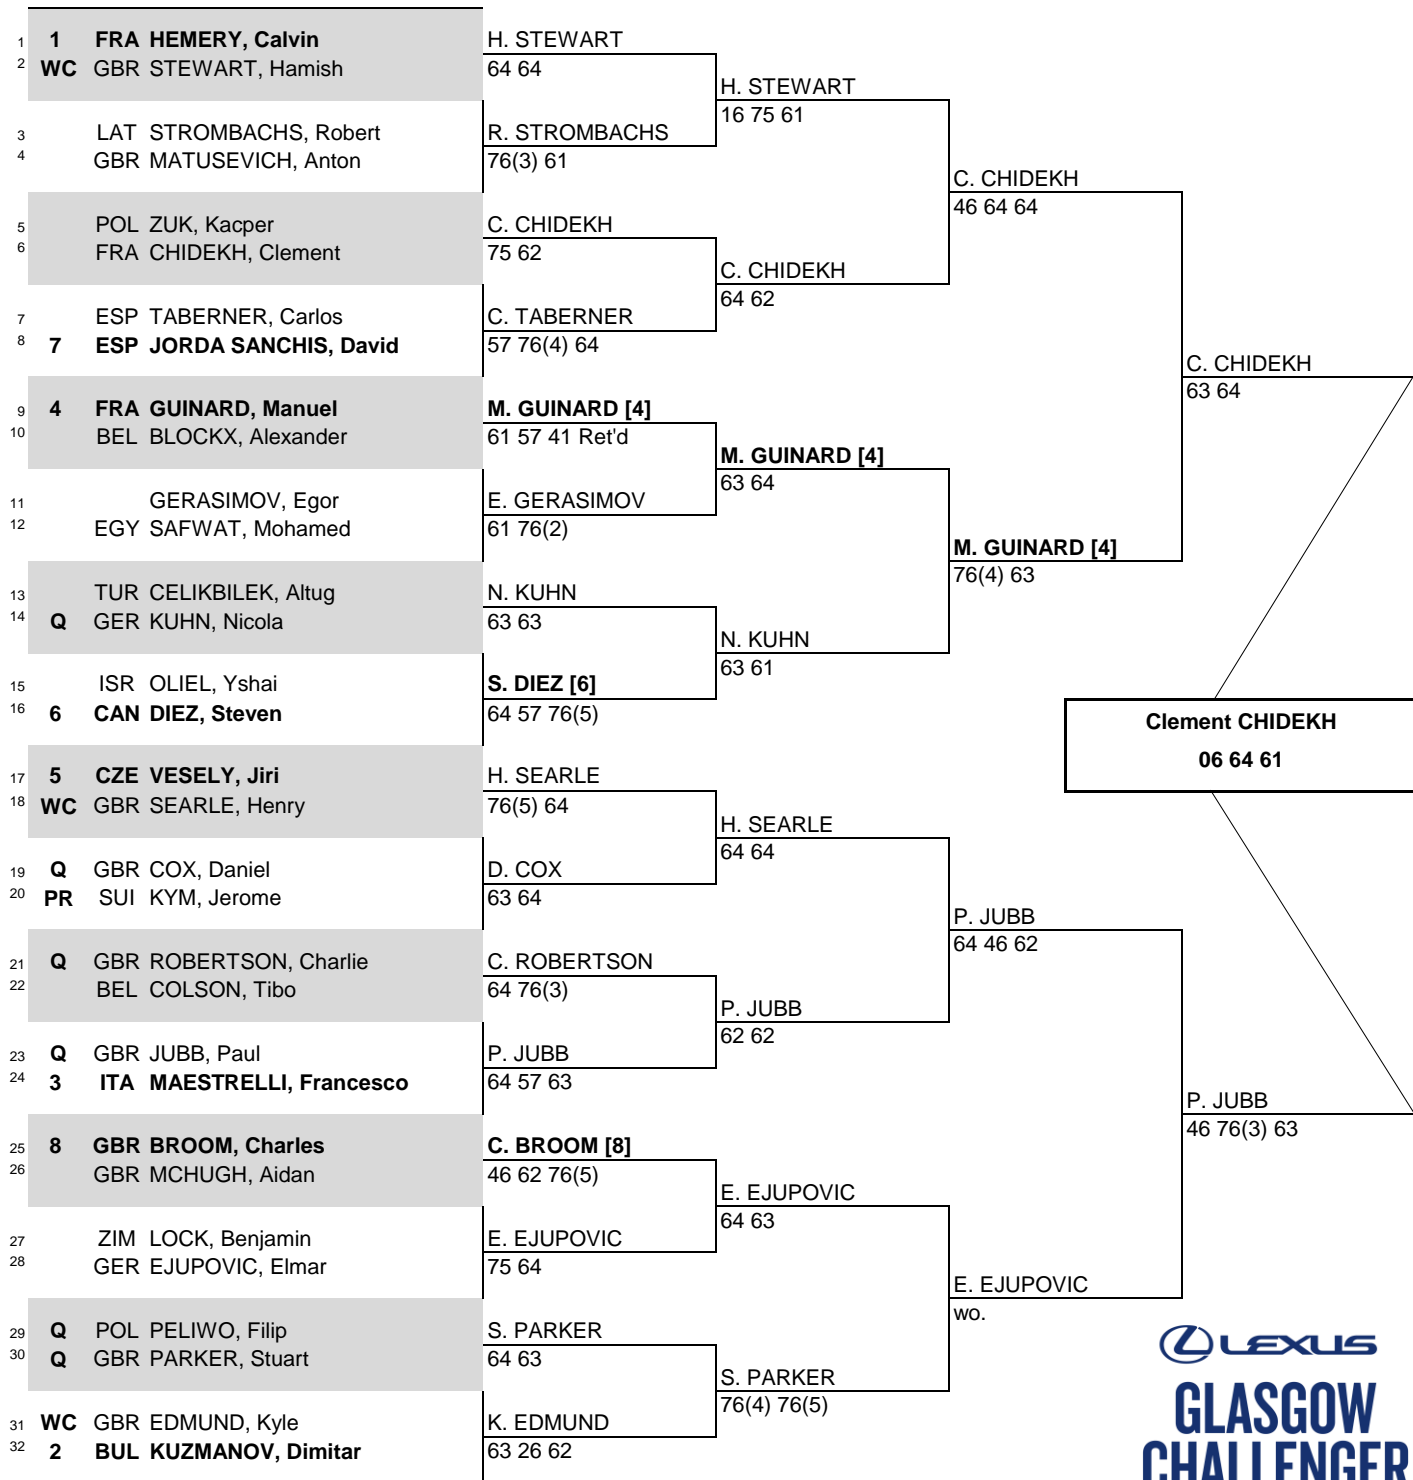 1 1 FRA HEMERY, Calvin
2 WC GBR STEWART, Hamish
3 LAT STROMBACHS, Robert
4 GBR MATUSEVICH, Anton
5 POL ZUK, Kacper
6 FRA CHIDEKH, Clement
7 ESP TABERNER, Carlos
8 7 ESP JORDA SANCHIS, David
9 4 FRA GUINARD, Manuel
10 BEL BLOCKX, Alexander
11 GERASIMOV, Egor
12 EGY SAFWAT, Mohamed
13 TUR CELIKBILEK, Altug
14 Q GER KUHN, Nicola
15 ISR OLIEL, Yshai
16 6 CAN DIEZ, Steven
17 5 CZE VESELY, Jiri
18 WC GBR SEARLE, Henry
19 Q GBR COX, Daniel
20 PR SUI KYM, Jerome
21 Q GBR ROBERTSON, Charlie
22 BEL COLSON, Tibo
23 Q GBR JUBB, Paul
24 3 ITA MAESTRELLI, Francesco
25 8 GBR BROOM, Charles
26 GBR MCHUGH, Aidan
27 ZIM LOCK, Benjamin
28 GER EJUPOVIC, Elmar
29 Q POL PELIWO, Filip
30 Q GBR PARKER, Stuart
31 WC GBR EDMUND, Kyle
32 2 BUL KUZMANOV, Dimitar
H. STEWART
64 64
R. STROMBACHS
76(3) 61
C. CHIDEKH
75 62
C. TABERNER
57 76(4) 64
M. GUINARD [4]
61 57 41 Ret'd
E. GERASIMOV
61 76(2)
N. KUHN
63 63
S. DIEZ [6]
64 57 76(5)
H. SEARLE
76(5) 64
D. COX
63 64
C. ROBERTSON
64 76(3)
P. JUBB
64 57 63
C. BROOM [8]
46 62 76(5)
E. EJUPOVIC
75 64
S. PARKER
64 63
K. EDMUND
63 26 62
H. STEWART
16 75 61
C. CHIDEKH
64 62
M. GUINARD [4]
63 64
N. KUHN
63 61
H. SEARLE
64 64
P. JUBB
62 62
E. EJUPOVIC
64 63
S. PARKER
76(4) 76(5)
C. CHIDEKH
46 64 64
M. GUINARD [4]
76(4) 63
P. JUBB
64 46 62
E. EJUPOVIC
wo.
C. CHIDEKH
63 64
P. JUBB
46 76(3) 63
Clement CHIDEKH
06 64 61
LEXUS
GLASGOW
CHALLENGER